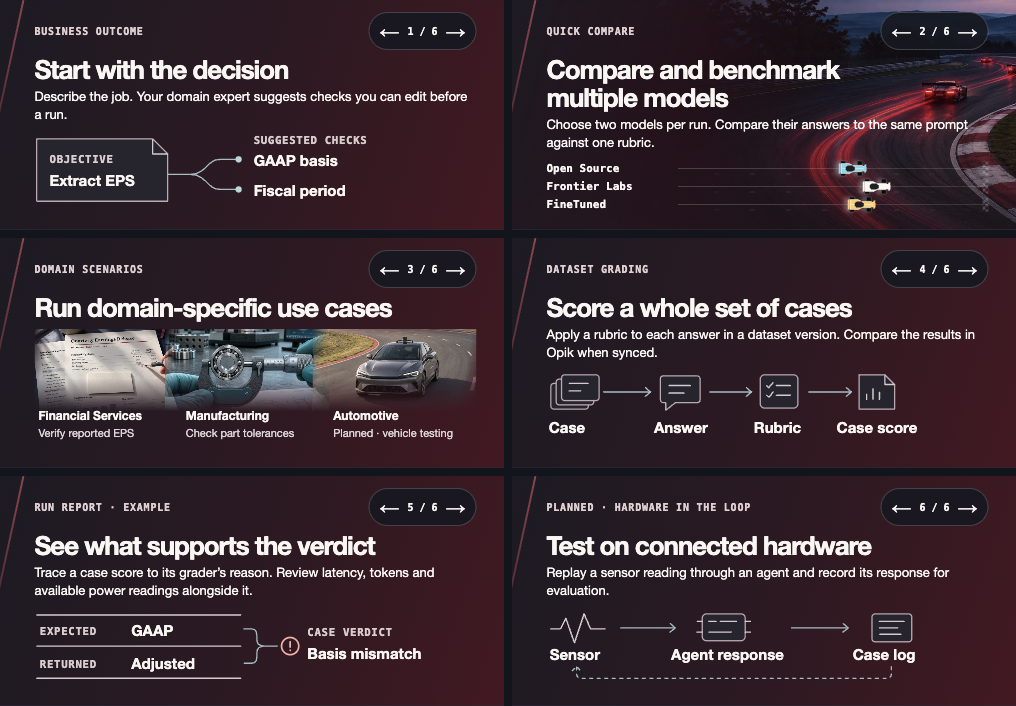 BUSINESS OUTCOME
← 1 / 6 →
Start with the decision
Describe the job. Your domain expert suggests checks you can edit before
a run.
OBJECTIVE
Extract EPS
SUGGESTED CHECKS
GAAP basis
Fiscal period
QUICK COMPARE
← 2 / 6 →
Compare and benchmark
multiple models
Choose two models per run. Compare their answers to the same prompt
against one rubric.
Open Source
Frontier Labs
FineTuned
DOMAIN SCENARIOS
← 3 / 6 →
Run domain-specific use cases
Financial Services
Verify reported EPS
Manufacturing
Check part tolerances
Automotive
Planned · vehicle testing
DATASET GRADING
← 4 / 6 →
Score a whole set of cases
Apply a rubric to each answer in a dataset version. Compare the results in
Opik when synced.
Case
Answer
Rubric
Case score
RUN REPORT · EXAMPLE
← 5 / 6 →
See what supports the verdict
Trace a case score to its grader's reason. Review latency, tokens and
available power readings alongside it.
EXPECTED GAAP
RETURNED Adjusted
CASE VERDICT
Basis mismatch
PLANNED · HARDWARE IN THE LOOP
← 6 / 6 →
Test on connected hardware
Replay a sensor reading through an agent and record its response for
evaluation.
Sensor
Agent response
Case log